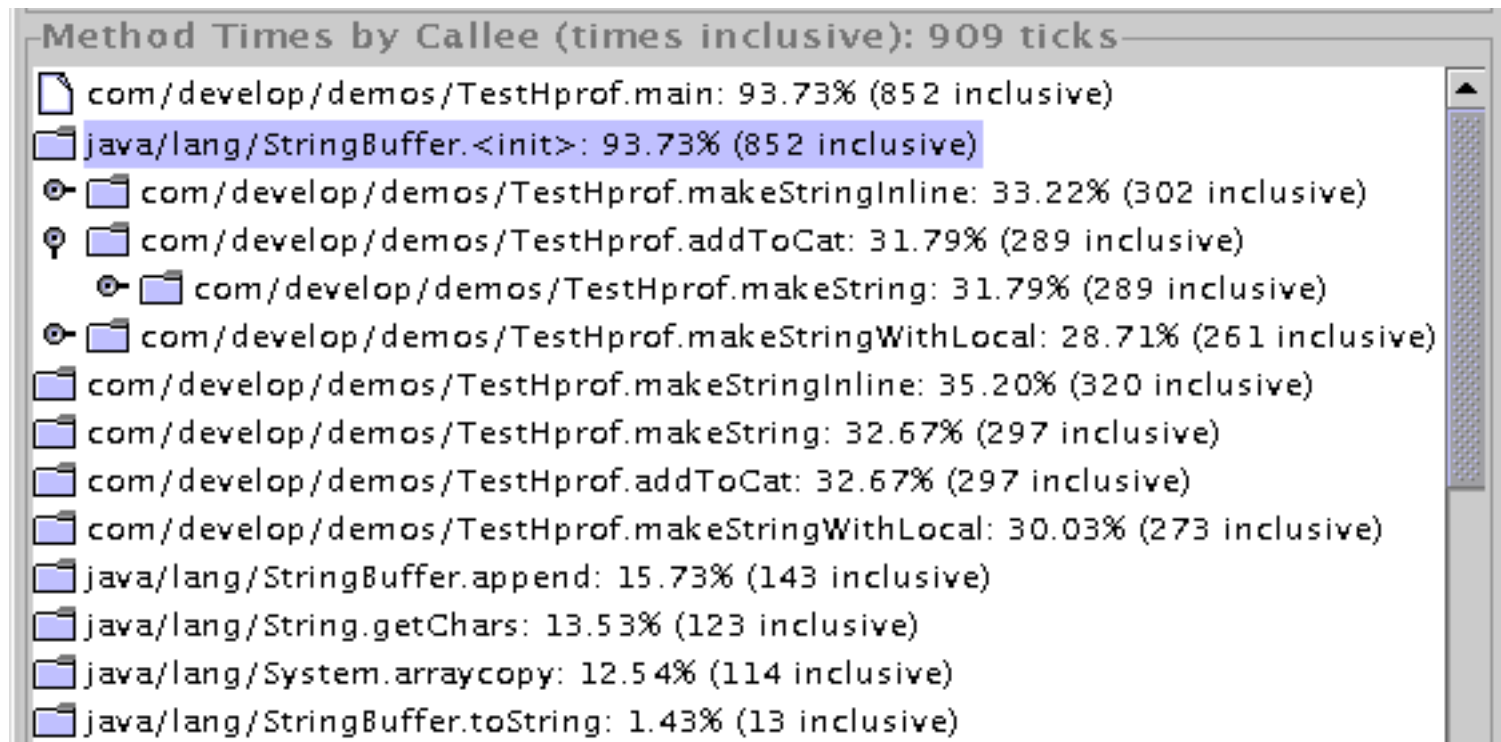 Method Times by Callee (times inclusive): 909 ticks
com/develop/demos/TestHprof.main: 93.73% (852 inclusive)
java/lang/StringBuffer.<init>: 93.73% (852 inclusive)
com/develop/demos/TestHprof.makeStringInline: 33.22% (302 inclusive)
com/develop/demos/TestHprof.addToCat: 31.79% (289 inclusive)
com/develop/demos/TestHprof.makeString: 31.79% (289 inclusive)
com/develop/demos/TestHprof.makeStringWithLocal: 28.71% (261 inclusive)
com/develop/demos/TestHprof.makeStringInline: 35.20% (320 inclusive)
com/develop/demos/TestHprof.makeString: 32.67% (297 inclusive)
com/develop/demos/TestHprof.addToCat: 32.67% (297 inclusive)
com/develop/demos/TestHprof.makeStringWithLocal: 30.03% (273 inclusive)
java/lang/StringBuffer.append: 15.73% (143 inclusive)
java/lang/String.getChars: 13.53% (123 inclusive)
java/lang/System.arraycopy: 12.54% (114 inclusive)
java/lang/StringBuffer.toString: 1.43% (13 inclusive)